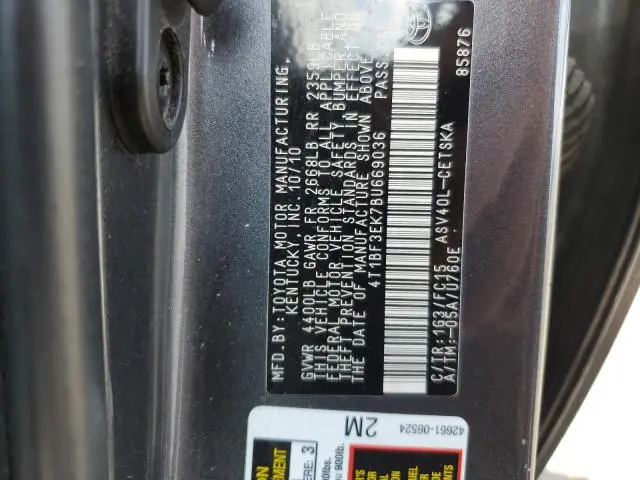 MFD.BY:TOYOTA MOTOR MANUFACTURING,
KENTUCKY, INC. 10/10
GVWR 4400LB GAWR FR 2668LB RR 2359LB
THIS VEHICLE CONFORMS TO ALL APPLICABLE
FEDERAL MOTOR VEHICLE SAFETY, BUMPER, AND
THEFT PREVENTION STANDARDS IN EFFECT ON
THE DATE OF MANUFACTURE SHOWN ABOVE.
4T1BF3EK7BU669036 PASS.CAR
C/TR:1G3/FC15 ASV40L-CETSKA
A/TM:-05A/U760E
85876
42661-06524
2M